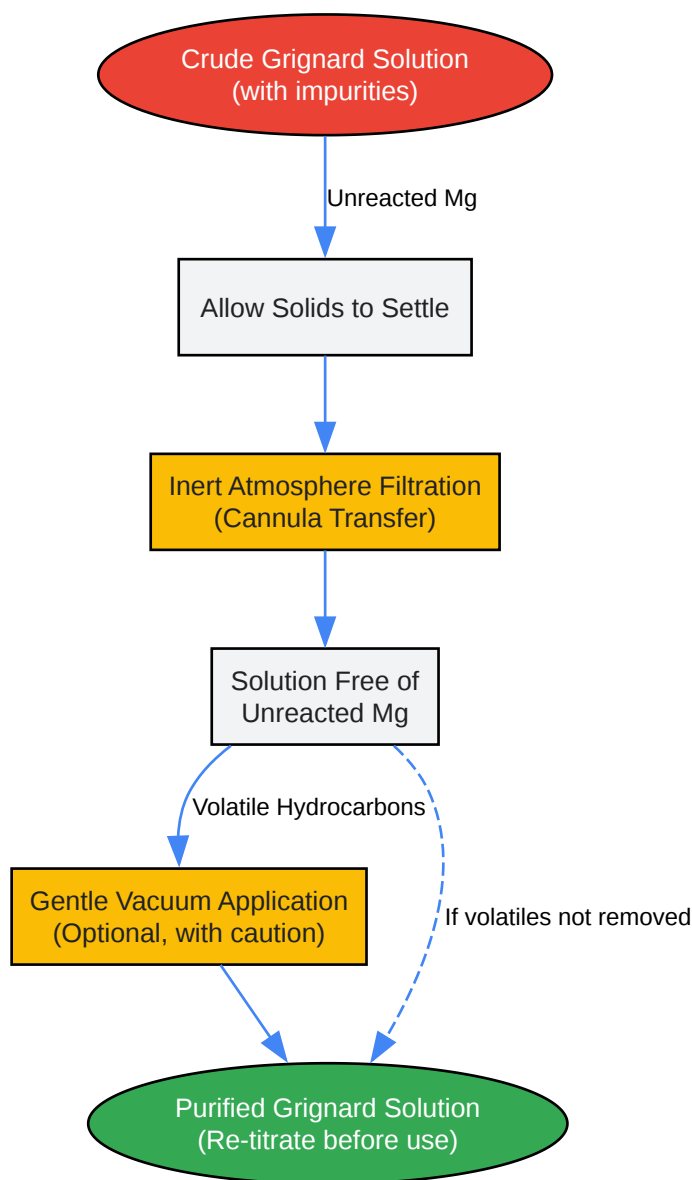 Crude Grignard Solution
(with impurities)
Unreacted Mg
Allow Solids to Settle
Inert Atmosphere Filtration
(Cannula Transfer)
Solution Free of
Unreacted Mg
Volatile Hydrocarbons
Gentle Vacuum Application
(Optional, with caution)
If volatiles not removed
Purified Grignard Solution
(Re-titrate before use)